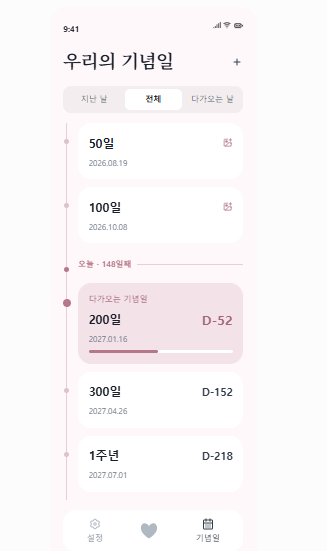 9:41
우리의 기념일
+
지난 날 전체 다가오는 날
50일
2026.08.19
100일
2026.10.08
오늘 · 148일째
다가오는 기념일
200일 D-52
2027.01.16
300일 D-152
2027.04.26
1주년 D-218
2027.07.01
설정 기념일